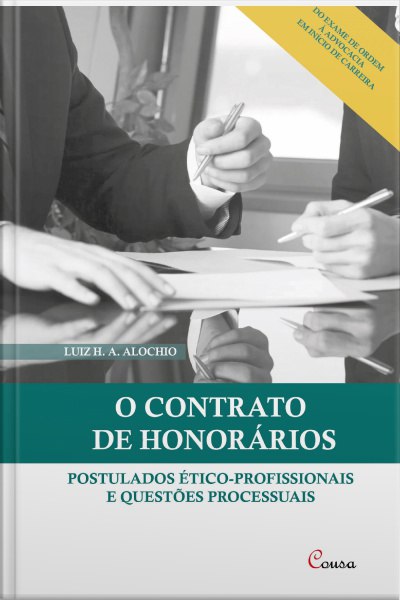 DO EXAME DE ORDEM
À ADVOCACIA
EM INÍCIO DE CARREIRA
LUIZ H. A. ALOCHIO
O CONTRATO
DE HONORÁRIOS
POSTULADOS ÉTICO-PROFISSIONAIS
E QUESTÕES PROCESSUAIS
Cousa